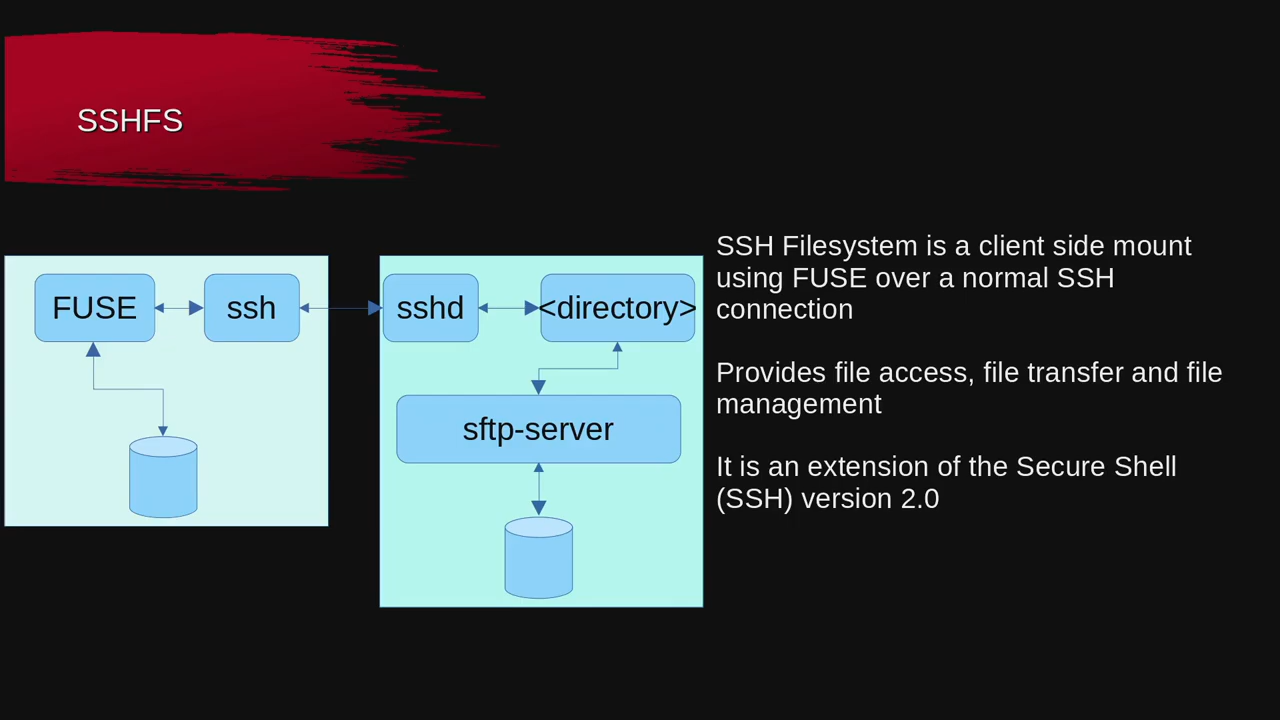 SSHFS
FUSE
ssh
sshd
<directory>
sftp-server
SSH Filesystem is a client side mount
using FUSE over a normal SSH
connection
Provides file access, file transfer and file
management
It is an extension of the Secure Shell
(SSH) version 2.0